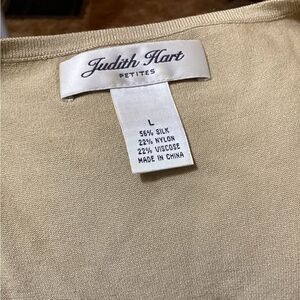 Judith Hart
PETITES
L
56% SILK
22% NYLON
22% VISCOSE
MADE IN CHINA